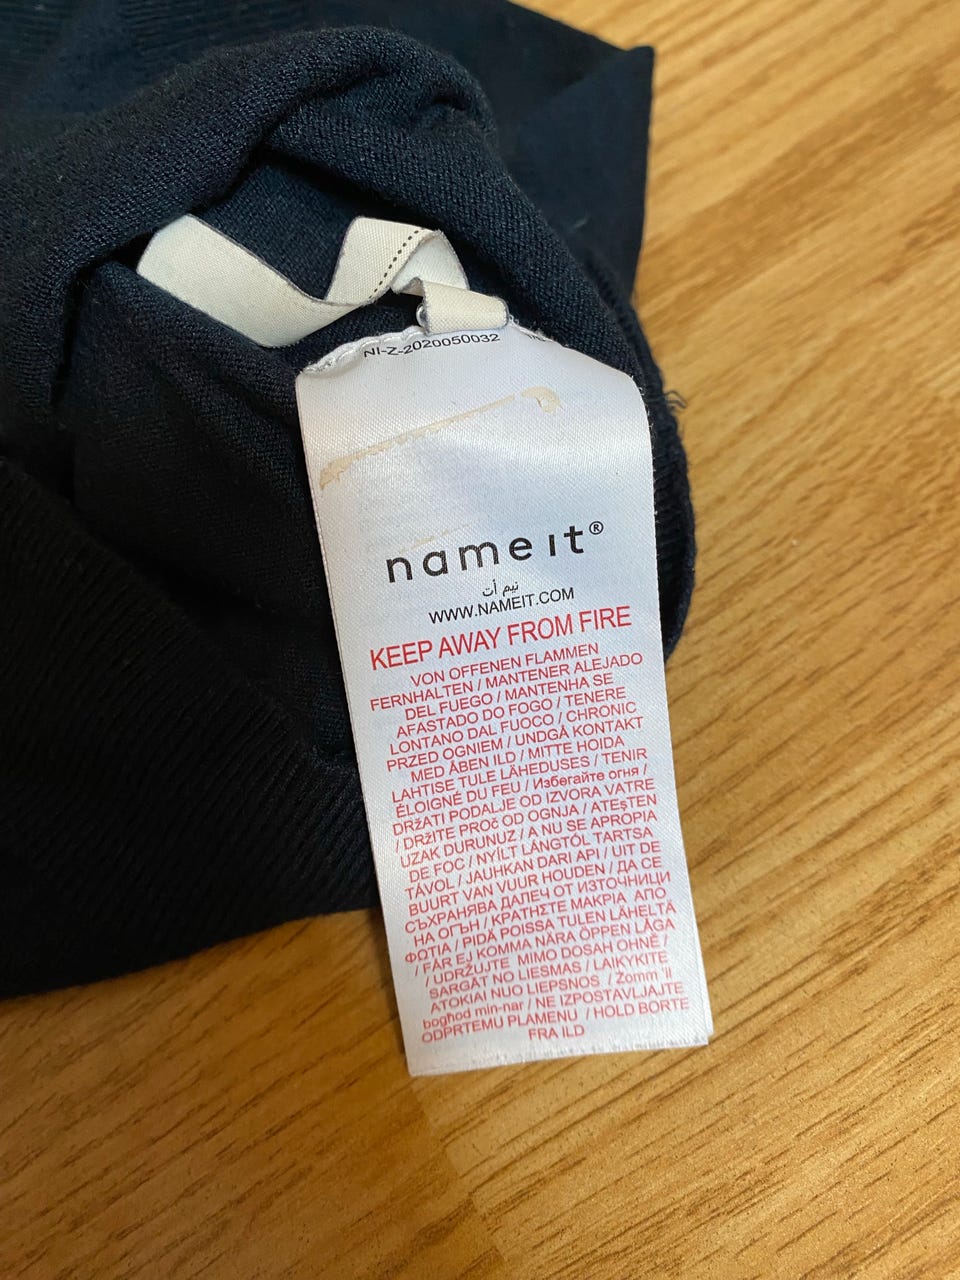 NI-Z-2020050032
nameit®
نيم أت
WWW.NAMEIT.COM
KEEP AWAY FROM FIRE
VON OFFENEN FLAMMEN
FERNHALTEN / MANTENER ALEJADO
DEL FUEGO / MANTENHA SE
AFASTADO DO FOGO / TENERE
LONTANO DAL FUOCO / CHRONIC
PRZED OGNIEM / UNDGÅ KONTAKT
MED ÅBEN ILD / MITTE HOIDA
LAHTISE TULE LÄHEDUSES / TENIR
ÉLOIGNÉ DU FEU / Избегайте огня /
DRŽATI PODALJE OD IZVORA VATRE
/ DRŽITE PROč OD OGNJA / ATEşTEN
UZAK DURUNUZ / A NU SE APROPIA
DE FOC / NYÍLT LÁNGTÓL TARTSA
TÁVOL / JAUHKAN DARI API / UIT DE
BUURT VAN VUUR HOUDEN / ДА СЕ
СЪХРАНЯВА ДАЛЕЧ ОТ ИЗТОЧНИЦИ
НА ОГЪН / ΚΡΑΤΗΣΤΕ ΜΑΚΡΙΑ ΑΠΟ
ΦΩΤΙΑ / PIDÄ POISSA TULEN LÄHELTÄ
/ FÅR EJ KOMMA NÄRA ÖPPEN LÅGA
/ UDRŽUJTE MIMO DOSAH OHNĚ /
SARGĀT NO LIESMAS / LAIKYKITE
ATOKIAI NUO LIEPSNOS / Żomm 'il
bogħod min-nar / NE IZPOSTAVLJAJTE
ODPRTEMU PLAMENU / HOLD BORTE
FRA ILD